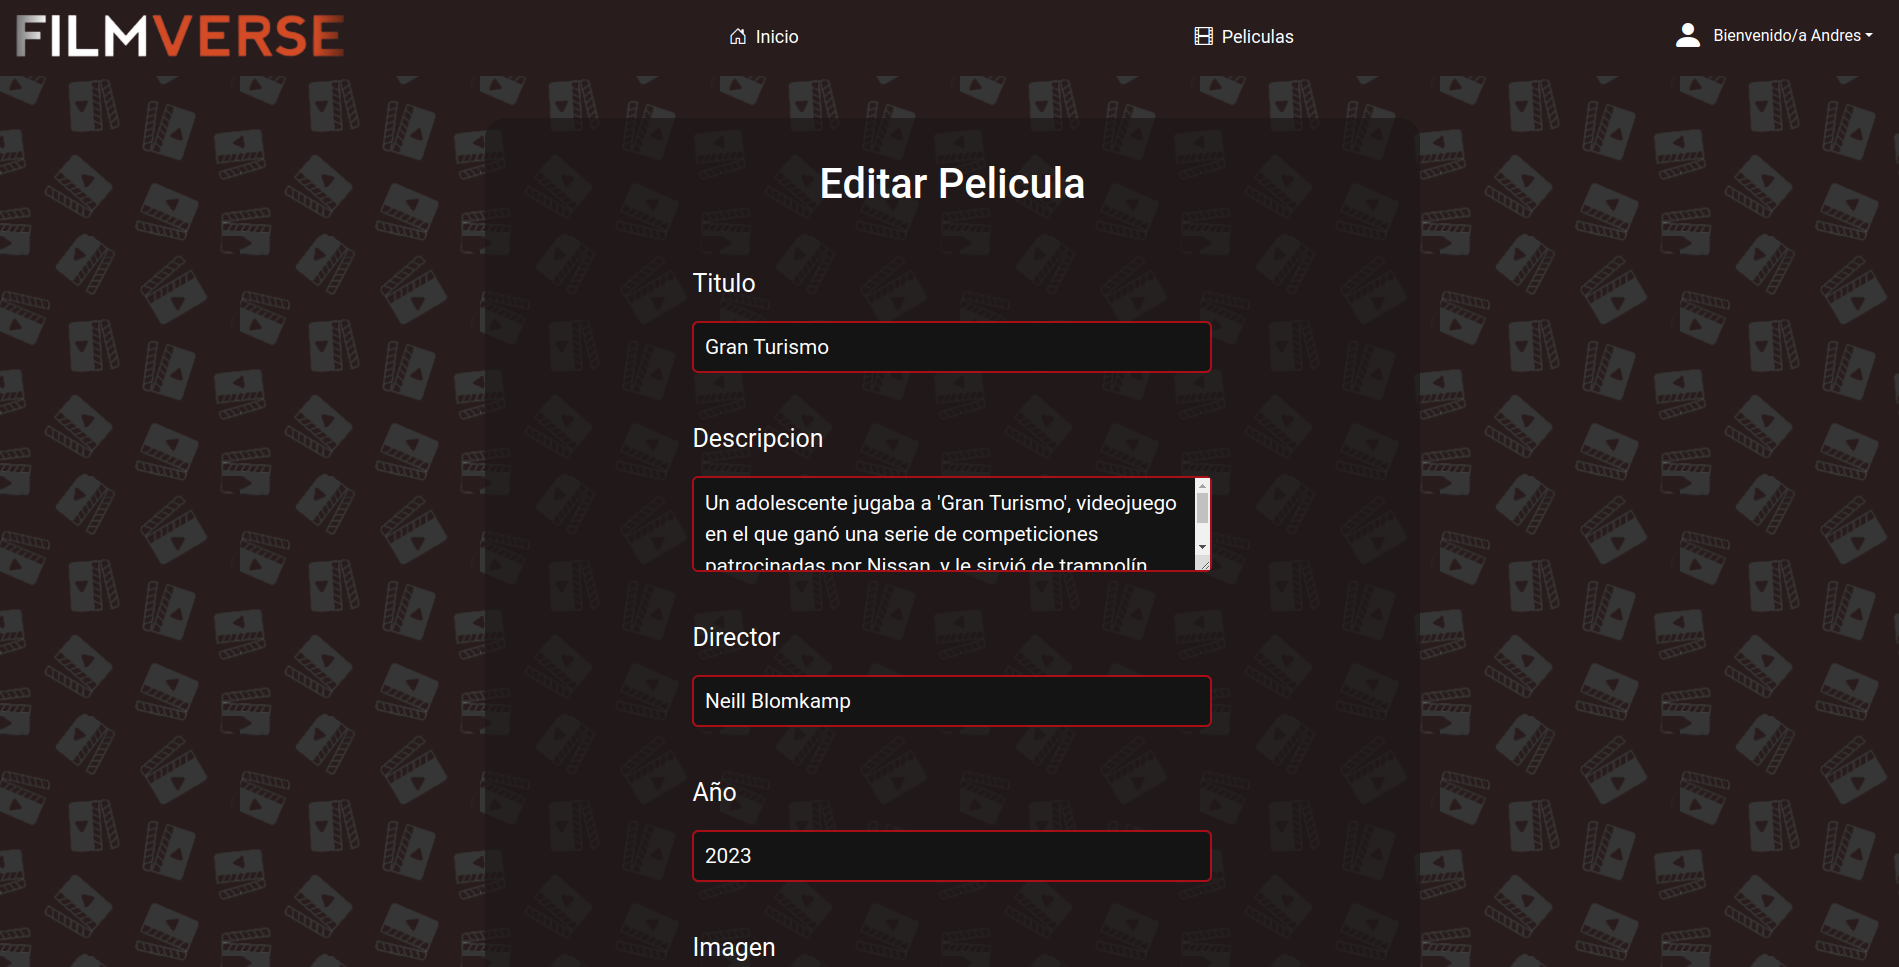 FILMVERSE
Inicio
Peliculas
Bienvenido/a Andres
Editar Pelicula
Titulo
Gran Turismo
Descripcion
Un adolescente jugaba a 'Gran Turismo', videojuego
en el que ganó una serie de competiciones
patrocinadas por Nissan, y le sirvió de trampolín
Director
Neill Blomkamp
Año
2023
Imagen